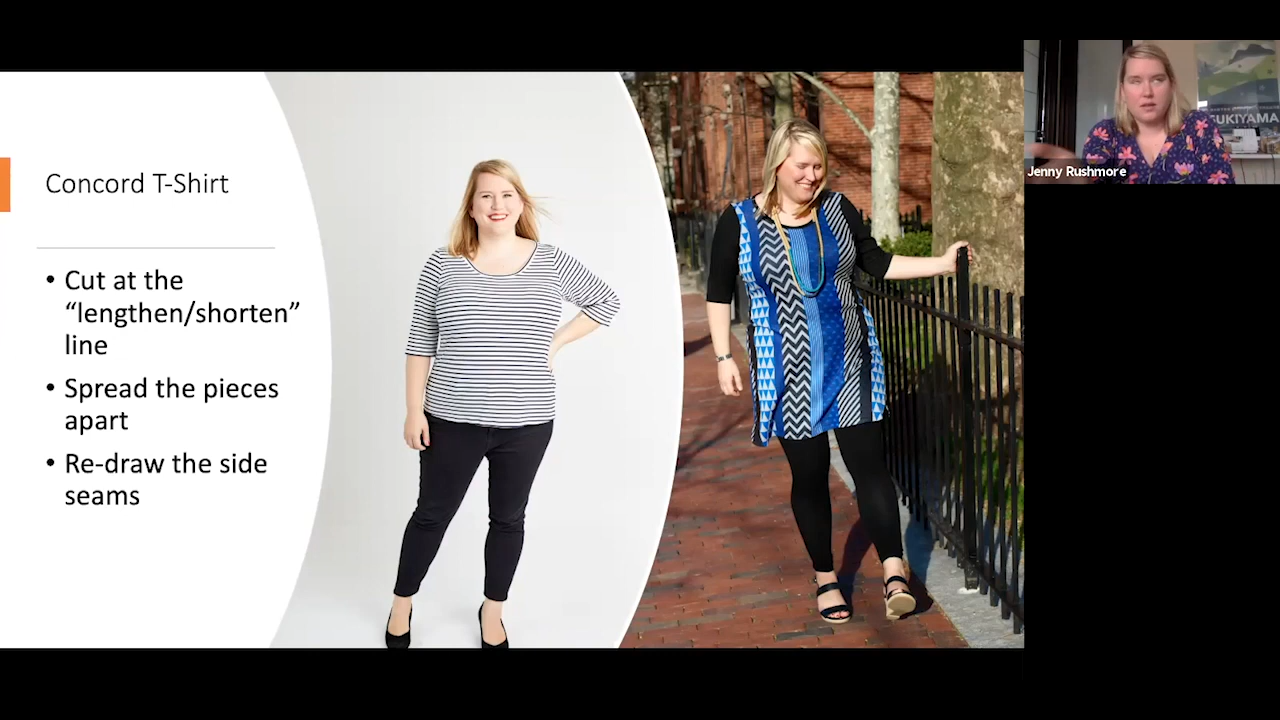 Concord T-Shirt
• Cut at the
“lengthen/shorten”
line
• Spread the pieces
apart
• Re-draw the side
seams
SUKIYAMA
Jenny Rushmore